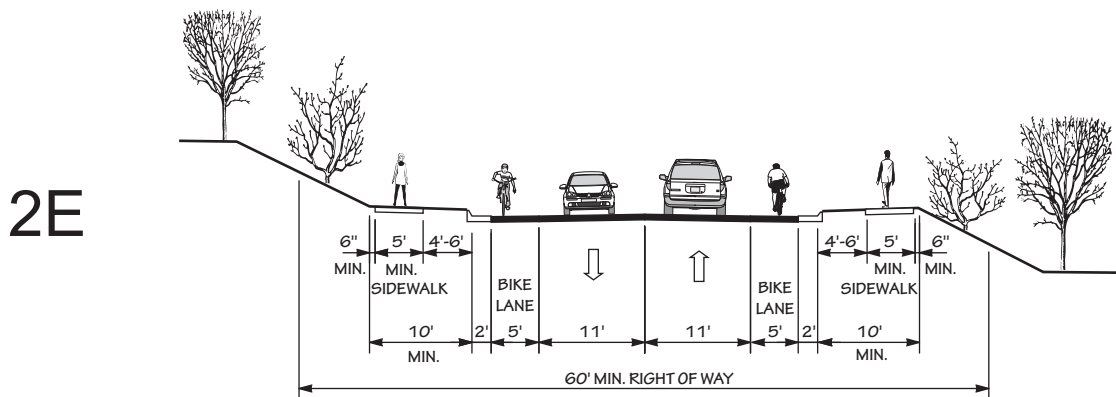 2E
6" 5' 4'-6' 4'-6' 5' 6"
MIN. MIN. MIN. MIN.
SIDEWALK SIDEWALK
BIKE LANE BIKE LANE
10' 2' 5' 11' 11' 5' 2' 10'
MIN. MIN.
60' MIN. RIGHT OF WAY